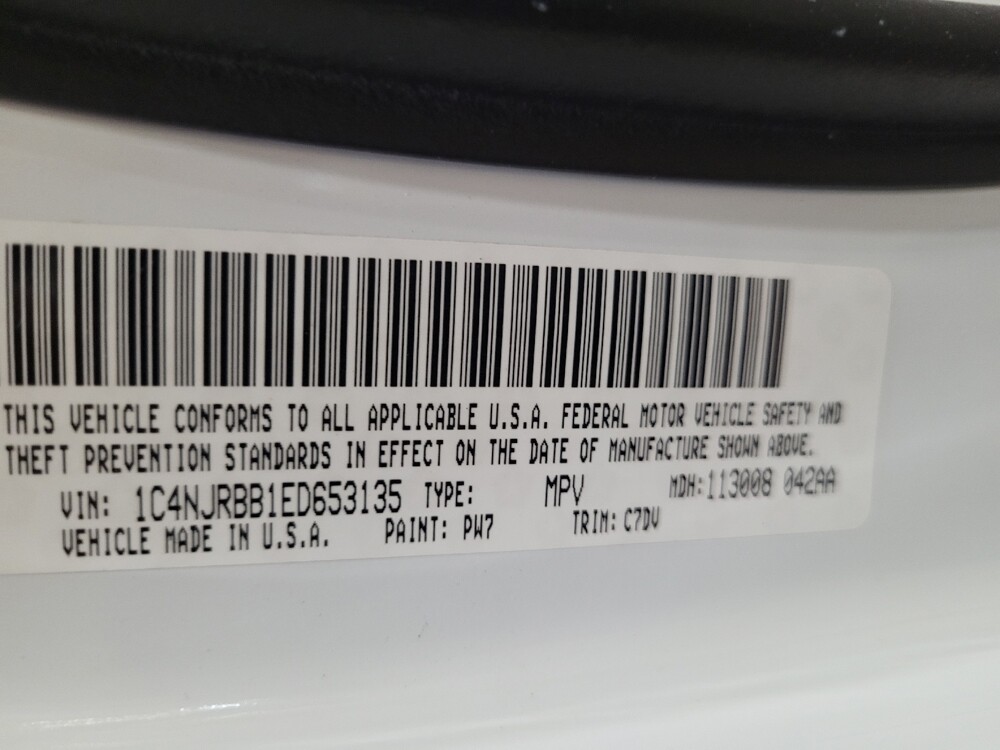 THIS VEHICLE CONFORMS TO ALL APPLICABLE U.S.A. FEDERAL MOTOR VEHICLE SAFETY AND
THEFT PREVENTION STANDARDS IN EFFECT ON THE DATE OF MANUFACTURE SHOWN ABOVE.
VIN: 1C4NJRBB1ED653135 TYPE: MPV MDH:113008 042AA
VEHICLE MADE IN U.S.A. PAINT: PW7 TRIM: C7DV